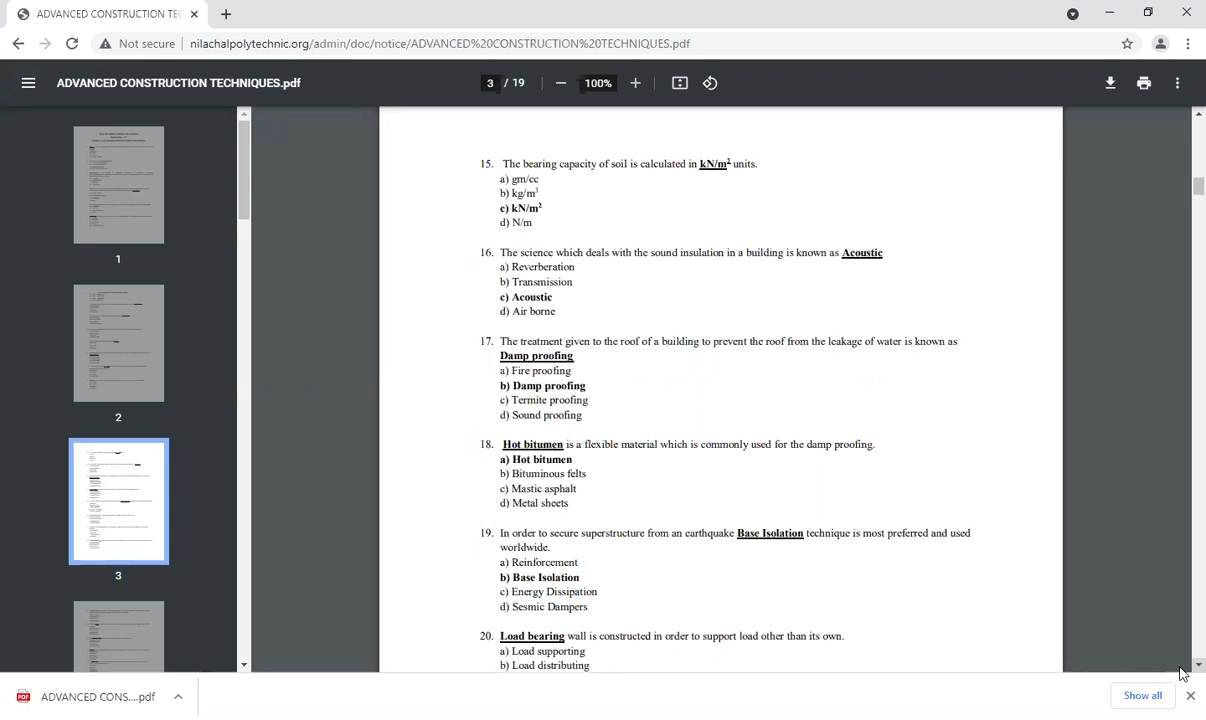 ADVANCED CONSTRUCTION TEC
Not secure nilachalpolytechnic.org/admin/doc/notice/ADVANCED%20CONSTRUCTION%20TECHNIQUES.pdf
ADVANCED CONSTRUCTION TECHNIQUES.pdf 3 / 19 100%
1
2
3
15. The bearing capacity of soil is calculated in kN/m² units.
a) gm/cc
b) kg/m³
c) kN/m²
d) N/m
16. The science which deals with the sound insulation in a building is known as Acoustic
a) Reverberation
b) Transmission
c) Acoustic
d) Air borne
17. The treatment given to the roof of a building to prevent the roof from the leakage of water is known as
Damp proofing
a) Fire proofing
b) Damp proofing
c) Termite proofing
d) Sound proofing
18. Hot bitumen is a flexible material which is commonly used for the damp proofing.
a) Hot bitumen
b) Bituminous felts
c) Mastic asphalt
d) Metal sheets
19. In order to secure superstructure from an earthquake Base Isolation technique is most preferred and used
worldwide.
a) Reinforcement
b) Base Isolation
c) Energy Dissipation
d) Sesmic Dampers
20. Load bearing wall is constructed in order to support load other than its own.
a) Load supporting
b) Load distributing
PDF ADVANCED CONS....pdf
Show all